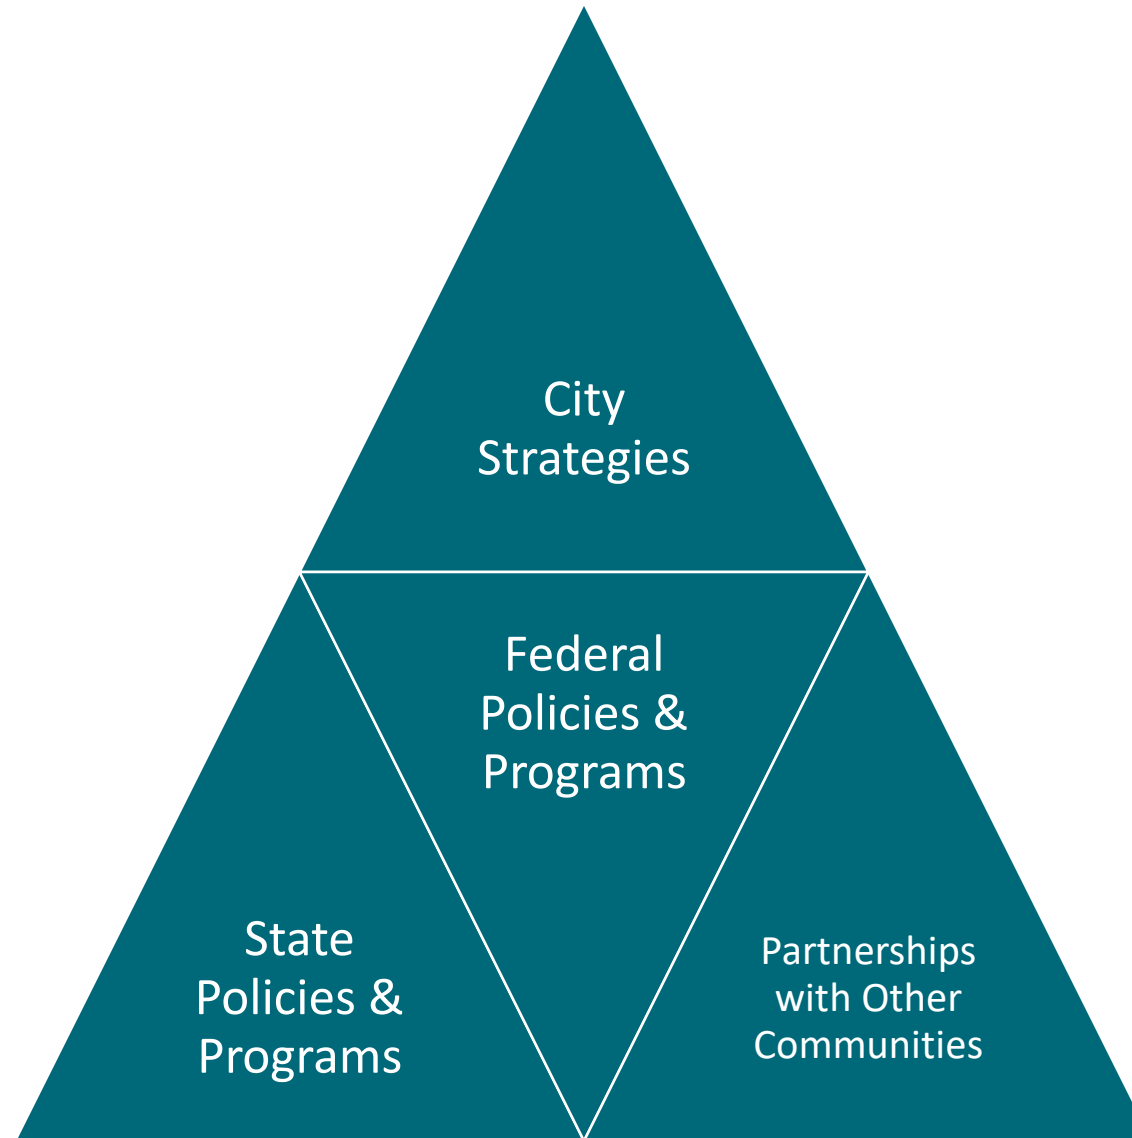 City
Strategies
Federal
Policies &
Programs
State
Policies &
Programs
Partnerships
with Other
Communities